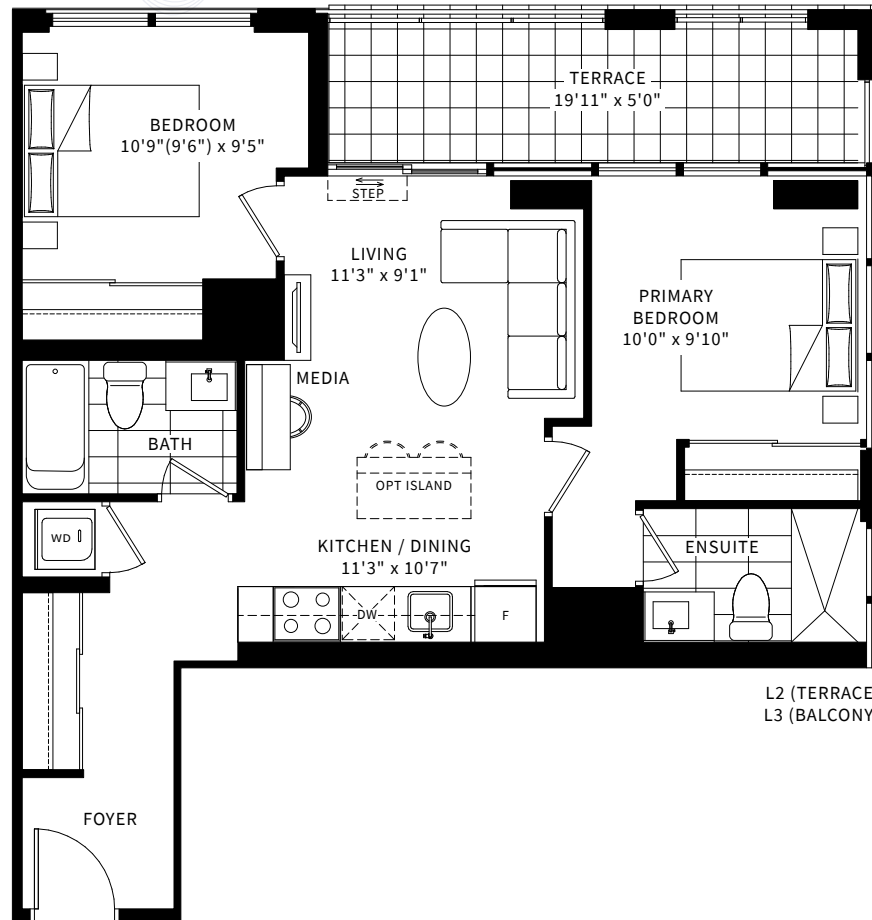 TERRACE
19'11" x 5'0"
BEDROOM
10'9"(9'6") x 9'5"
STEP
LIVING
11'3" x 9'1"
PRIMARY
BEDROOM
10'0" x 9'10"
MEDIA
BATH
OPT ISLAND
WD
KITCHEN / DINING
11'3" x 10'7"
ENSUITE
DW
F
L2 (TERRACE
L3 (BALCONY
FOYER